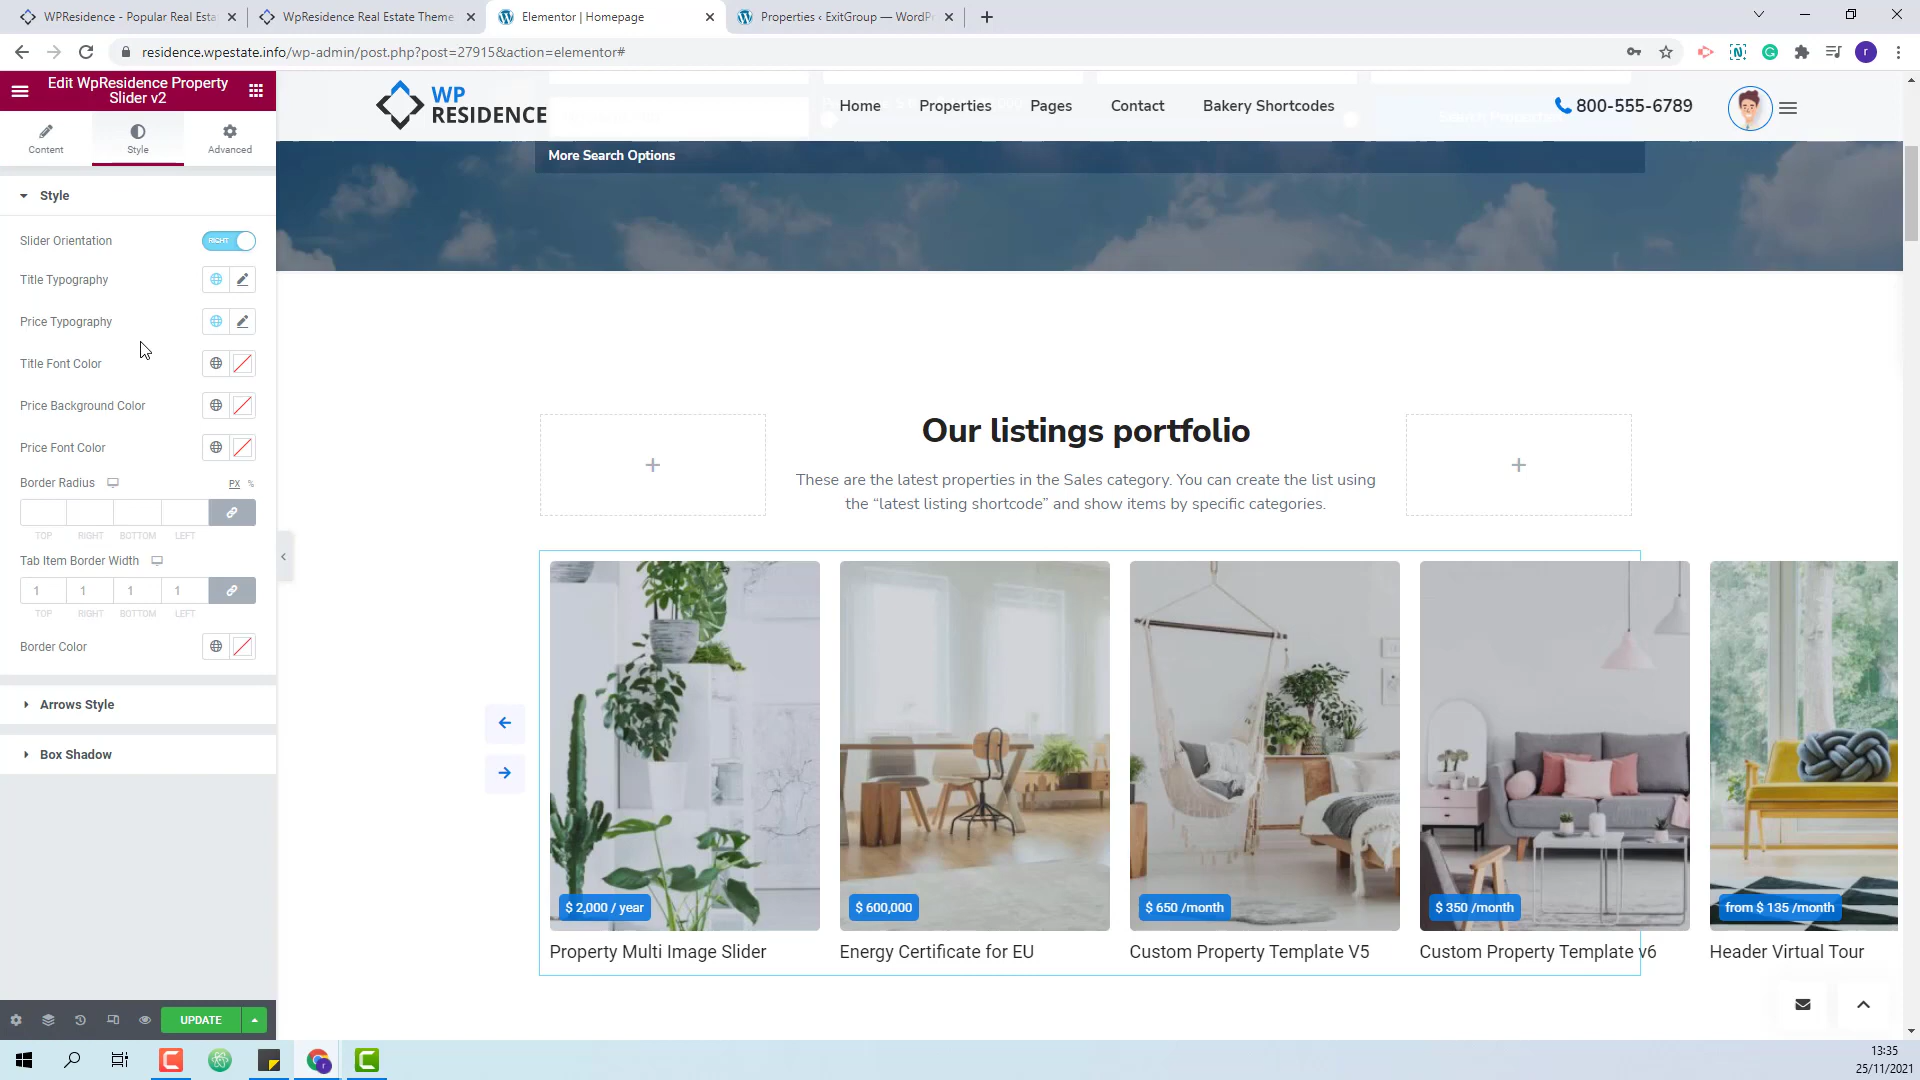 WPResidence - Popular Real Esta
WpResidence Real Estate Theme
Elementor | Homepage
Properties ‹ ExitGroup — WordP
residence.wpestate.info/wp-admin/post.php?post=27915&action=elementor#
r
Edit WpResidence Property
Slider v2
Content
Style
Advanced
Style
Slider Orientation
RIGHT
Title Typography
Price Typography
Title Font Color
Price Background Color
Price Font Color
Border Radius
PX %
TOP RIGHT BOTTOM LEFT
Tab Item Border Width
1 1 1 1
TOP RIGHT BOTTOM LEFT
Border Color
Arrows Style
Box Shadow
UPDATE
WP
RESIDENCE
Home
Properties
Pages
Contact
Bakery Shortcodes
800-555-6789
More Search Options
Our listings portfolio
These are the latest properties in the Sales category. You can create the list using
the “latest listing shortcode” and show items by specific categories.
$ 2,000 / year
$ 600,000
$ 650 /month
$ 350 /month
from $ 135 /month
Property Multi Image Slider
Energy Certificate for EU
Custom Property Template V5
Custom Property Template v6
Header Virtual Tour
13:35
25/11/2021